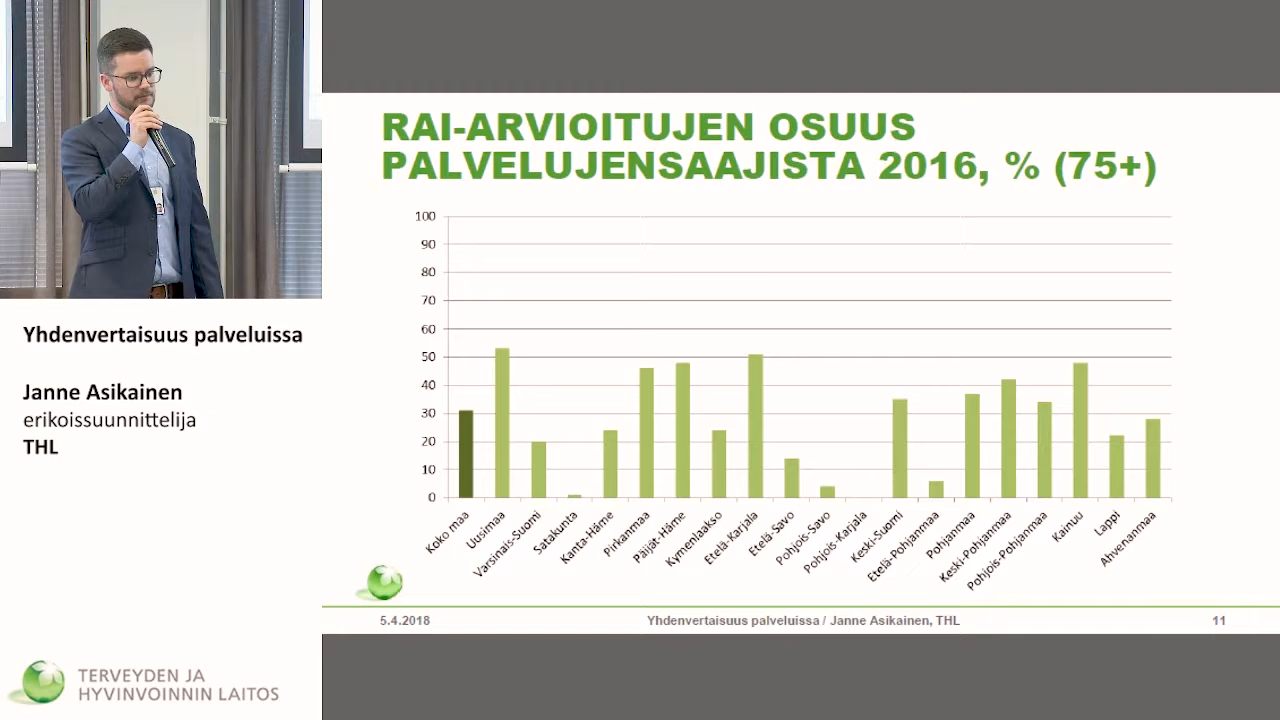 RAI-ARVIOITUJEN OSUUS
PALVELUJENSAAJISTA 2016, % (75+)
100
90
80
70
60
50
40
30
20
10
0
Koko maa
Uusimaa
Varsinais-Suomi
Satakunta
Kanta-Häme
Pirkanmaa
Päijät-Häme
Kymenlaakso
Etelä-Karjala
Etelä-Savo
Pohjois-Savo
Pohjois-Karjala
Keski-Suomi
Etelä-Pohjanmaa
Pohjanmaa
Keski-Pohjanmaa
Pohjois-Pohjanmaa
Kainuu
Lappi
Ahvenanmaa
5.4.2018
Yhdenvertaisuus palveluissa / Janne Asikainen, THL
11
Yhdenvertaisuus palveluissa
Janne Asikainen
erikoissuunnittelija
THL
TERVEYDEN JA
HYVINVOINNIN LAITOS